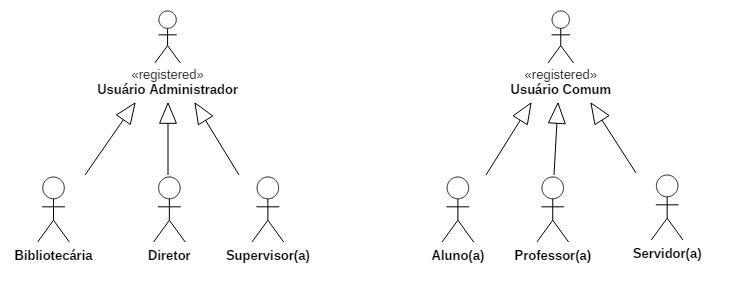 «registered»
Usuário Administrador
Bibliotecária
Diretor
Supervisor(a)
«registered»
Usuário Comum
Aluno(a)
Professor(a)
Servidor(a)